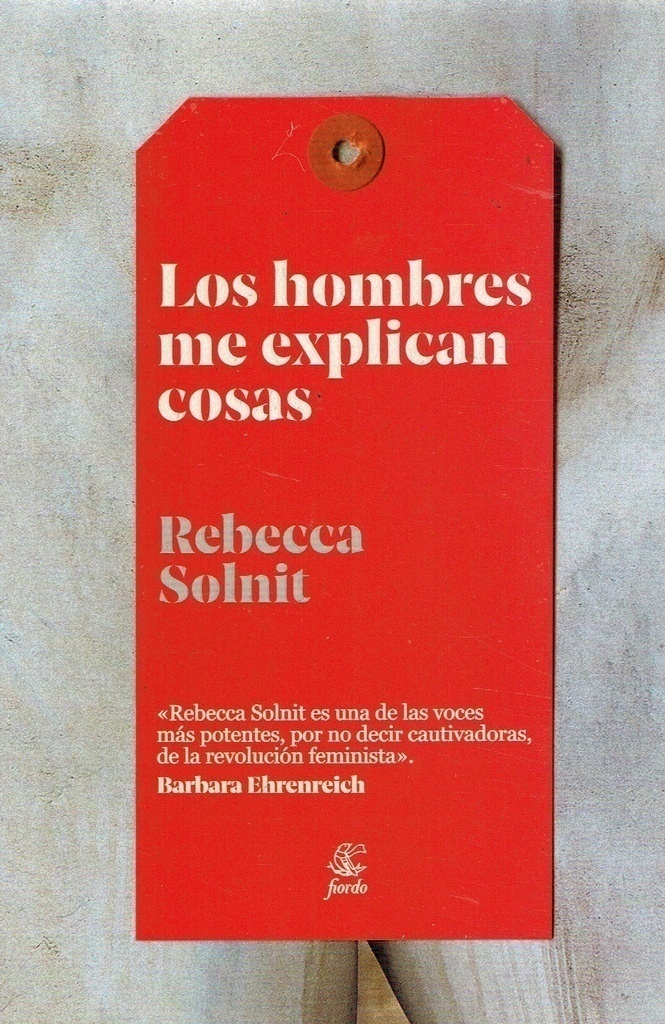 Los hombres
me explican
cosas
Rebecca
Solnit
«Rebecca Solnit es una de las voces
más potentes, por no decir cautivadoras,
de la revolución feminista».
Barbara Ehrenreich
fiordo